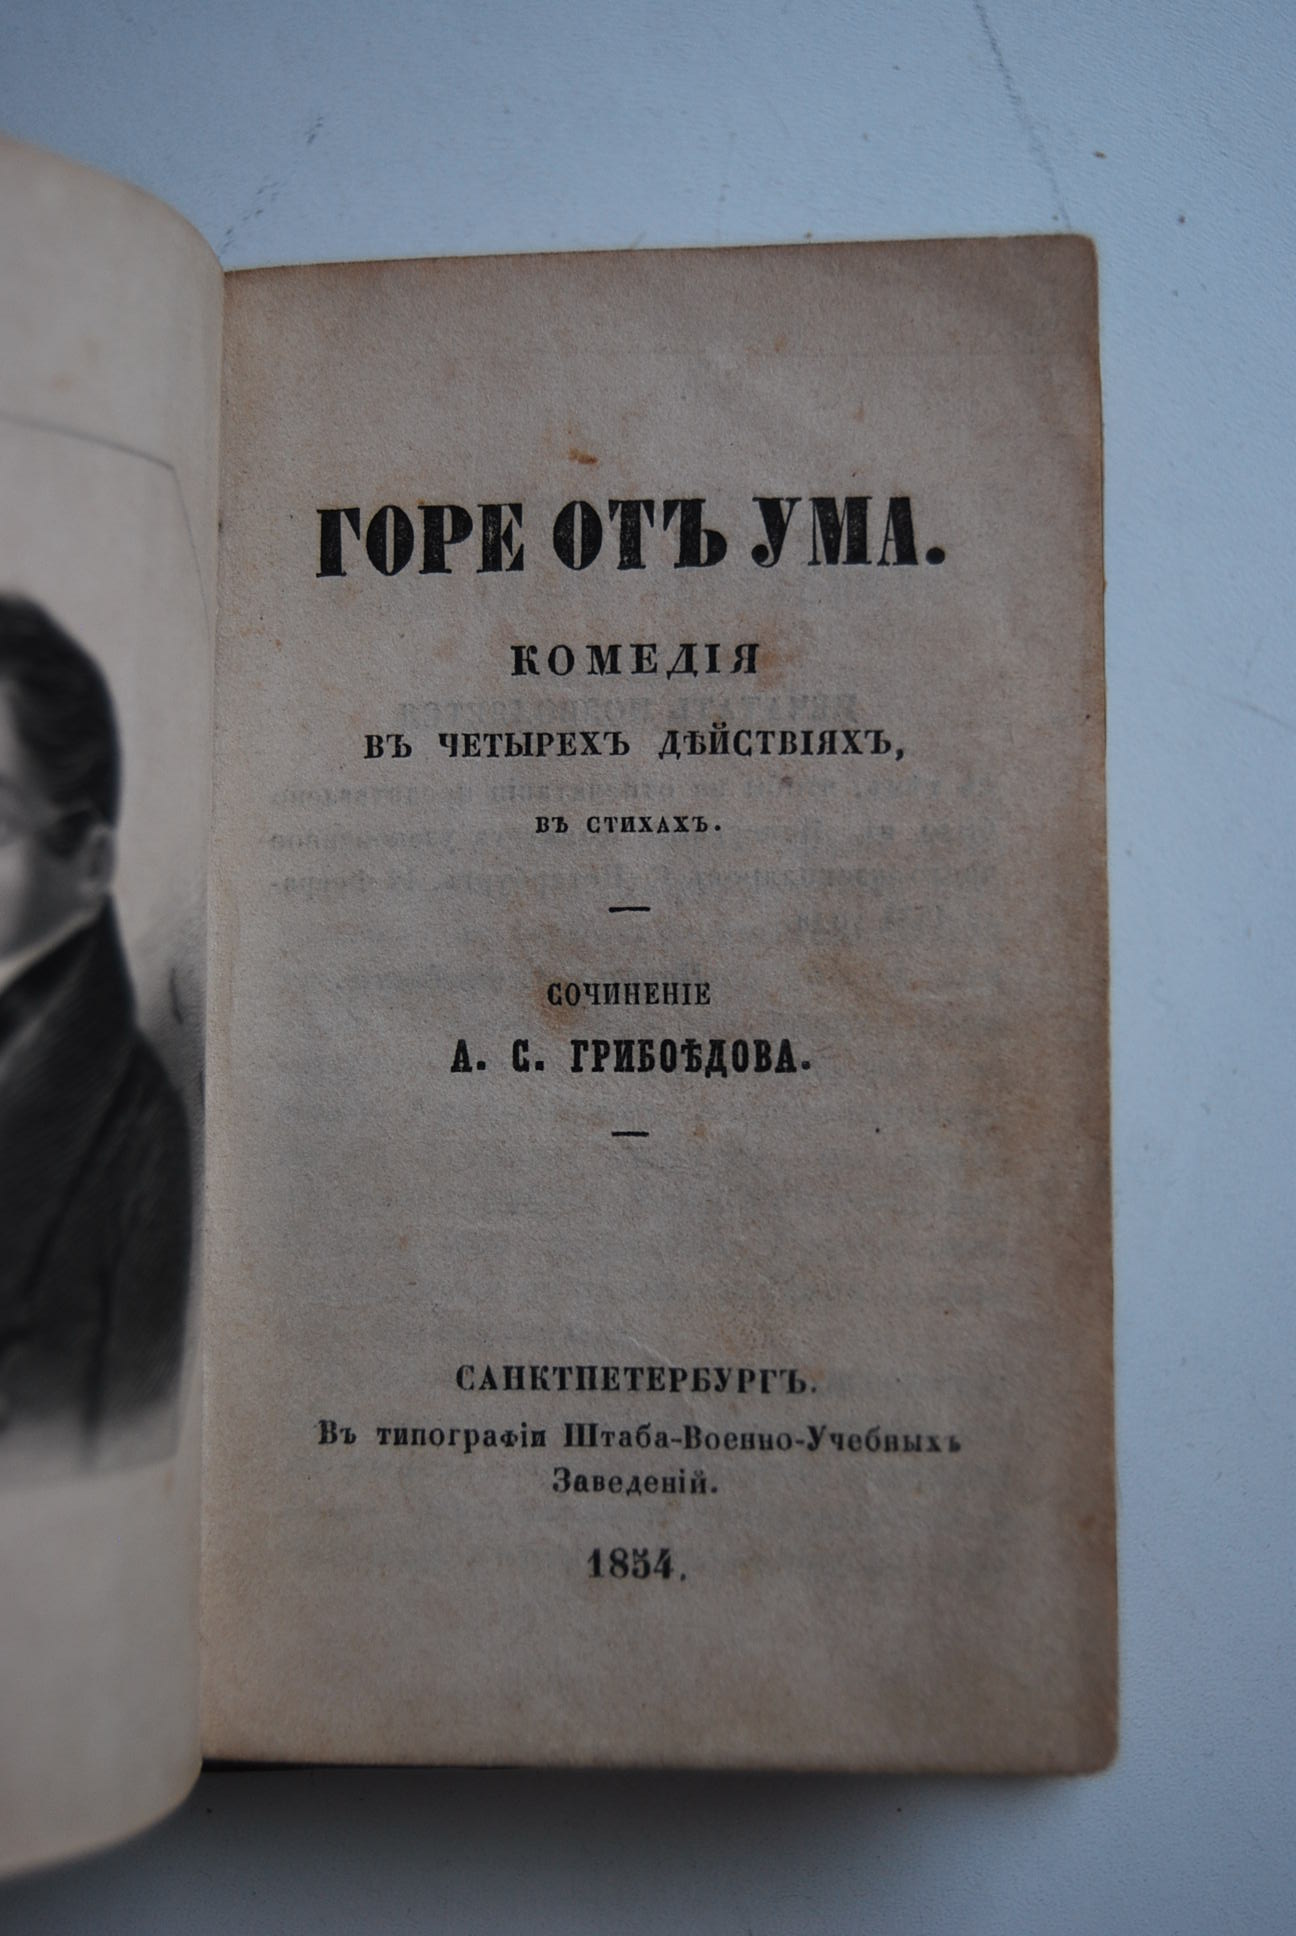 ГОРЕ ОТЪ УМА.
КОМЕДІЯ
ВЪ ЧЕТЫРЕХЪ ДѢЙСТВІЯХЪ,
ВЪ СТИХАХЪ.
СОЧИНЕНІЕ
А. С. ГРИБОѢДОВА.
САНКТПЕТЕРБУРГЪ.
Въ типографіи Штаба-Военно-Учебныхъ
Заведеній.
1854.